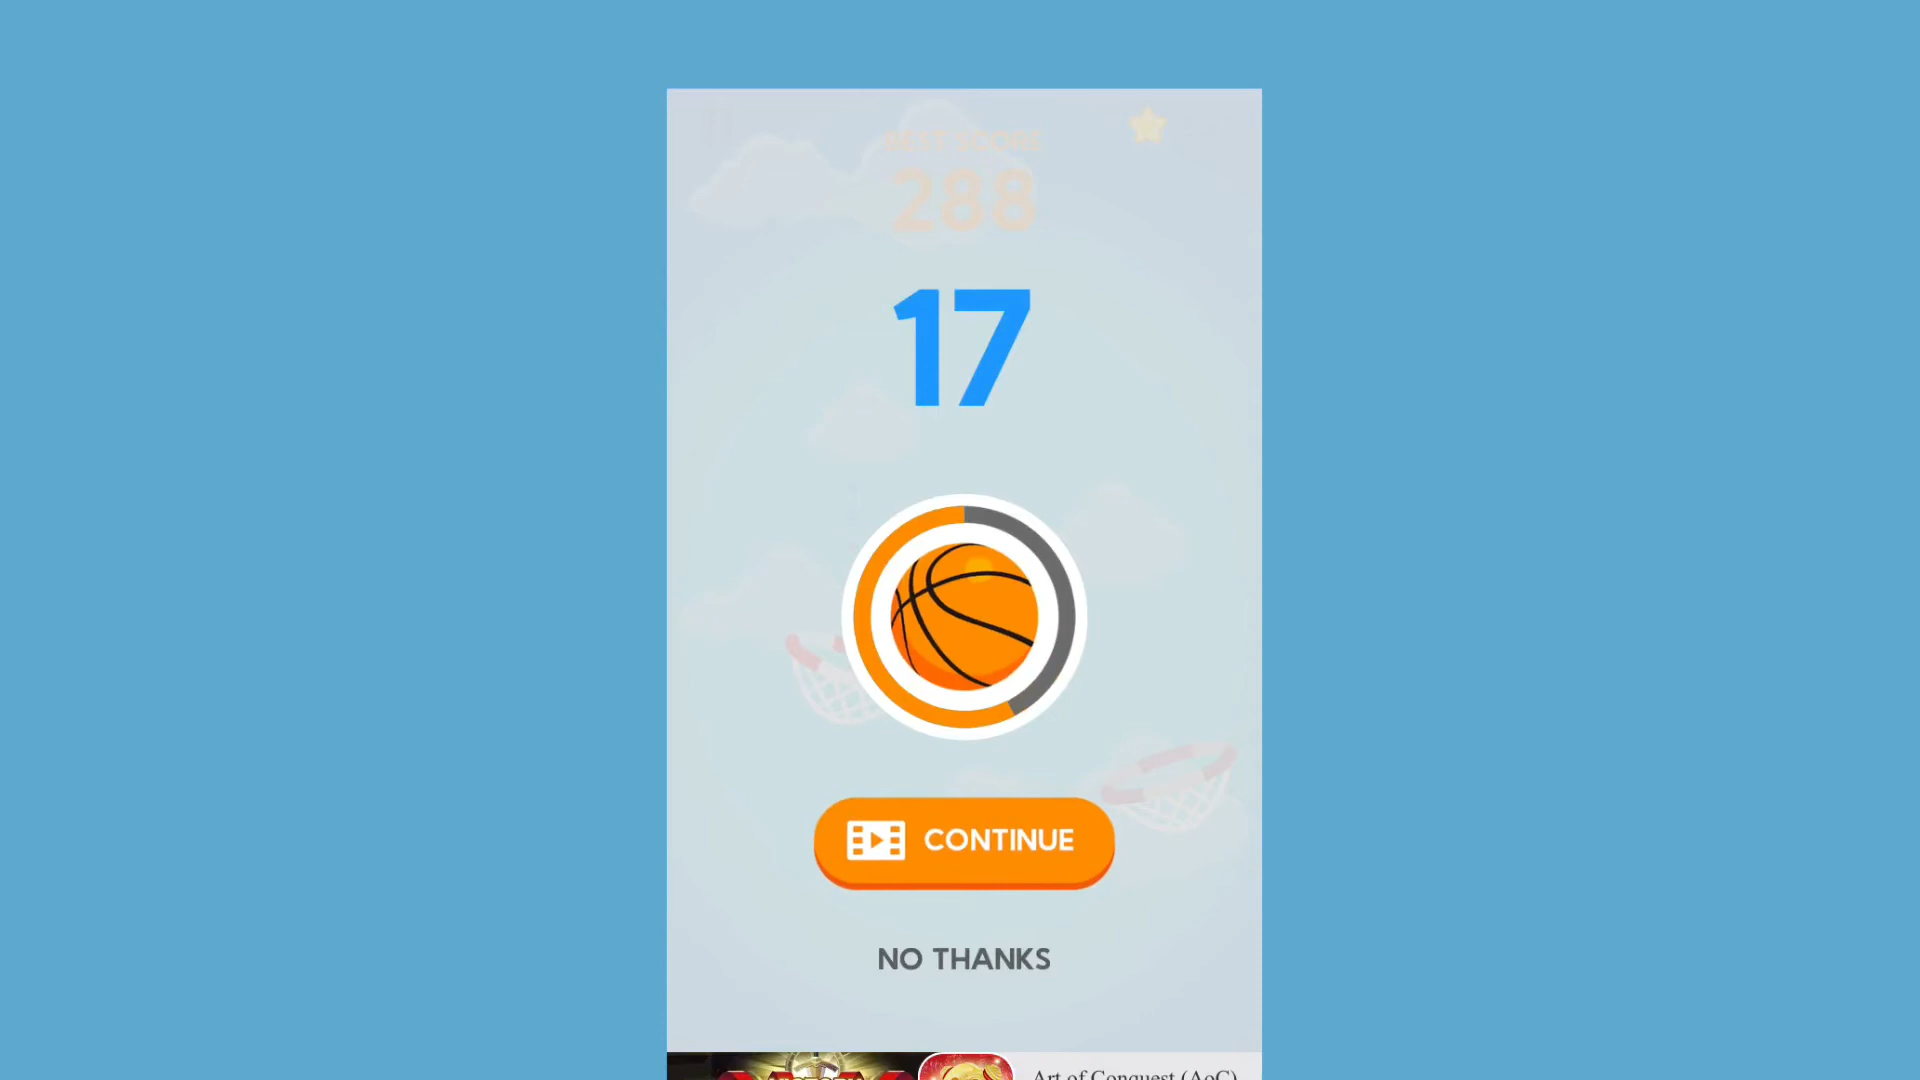 BEST SCORE
288
17
CONTINUE
NO THANKS
Art of Conquest (AoC)